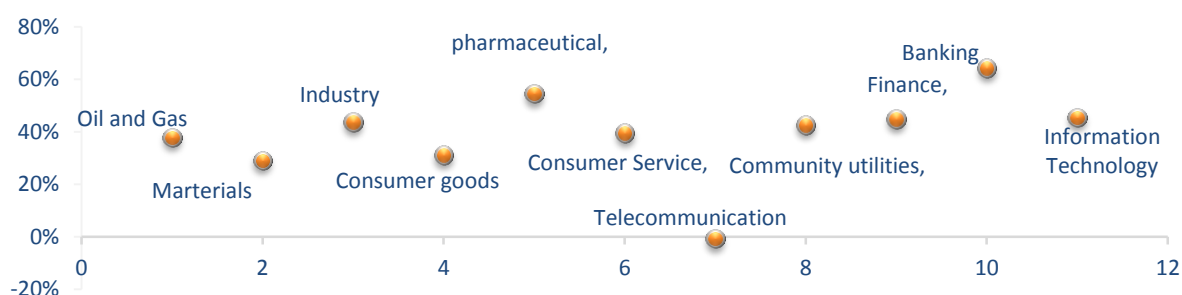 80%
pharmaceutical,
Banking
60%
Finance,
Industry
Oil and Gas
40%
Information
Technology
Consumer Service,
Community utilities,
Consumer goods
Marterials
20%
Telecommunication
0%
0 2 4 6 8 10 12
-20%